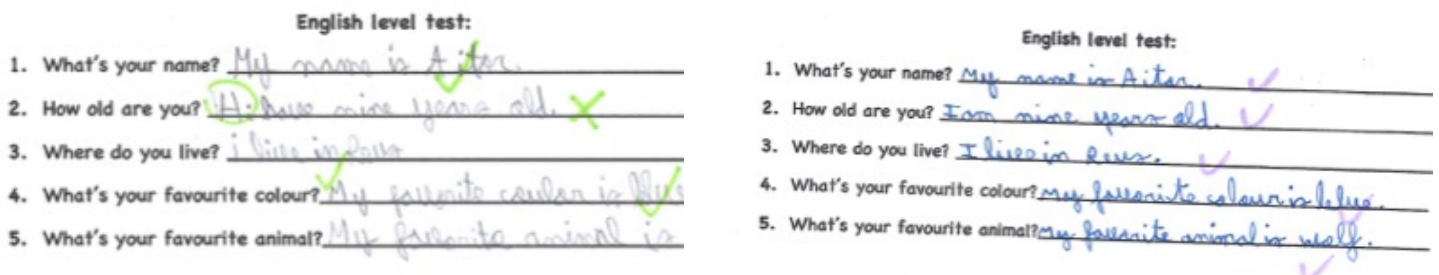 English level test:
1. What's your name? My name is Aitor.
2. How old are you? H. have nine years old.
3. Where do you live? i live in Reus
4. What's your favourite colour? My favorite coulor is blue
5. What's your favourite animal? My favorite animal is
English level test:
1. What's your name? My name is Aitor.
2. How old are you? I am nine years old.
3. Where do you live? I live in Reus.
4. What's your favourite colour? my favorite colour is blue.
5. What's your favourite animal? my favorite animal is wolf.